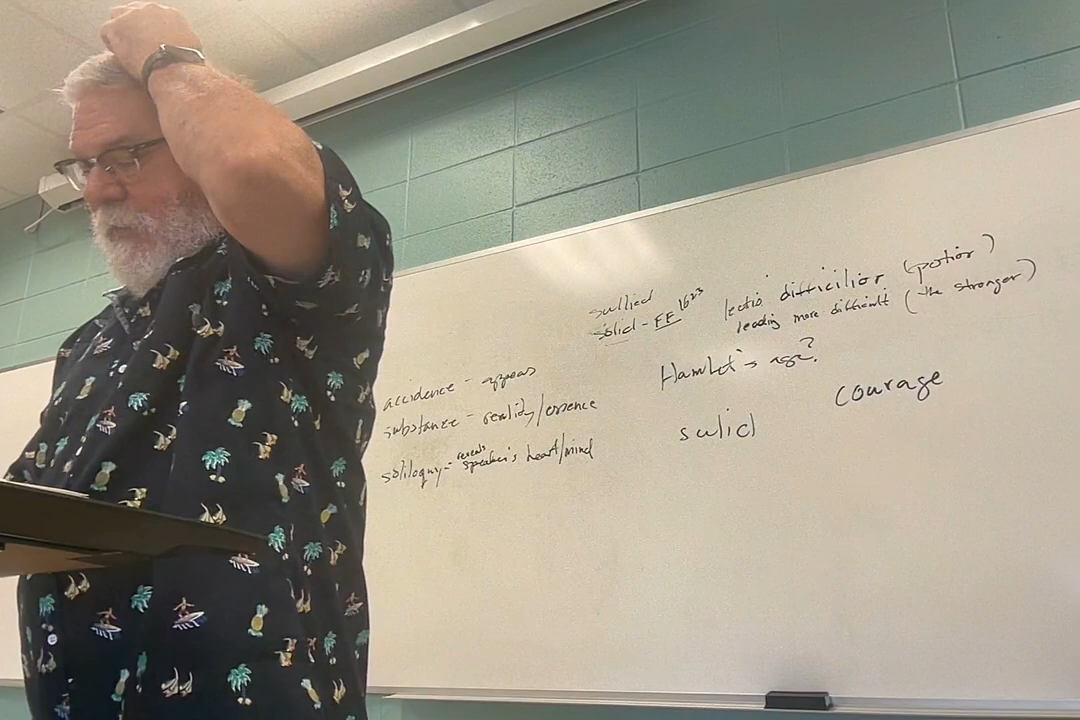 sullied
solid - FF 1623
lectio difficilior (potior)
leading more difficult (the stronger)
Hamlet's age?
courage
solid
accidence - appears
substance - reality/essence
soliloquy - reveals speaker's heart/mind